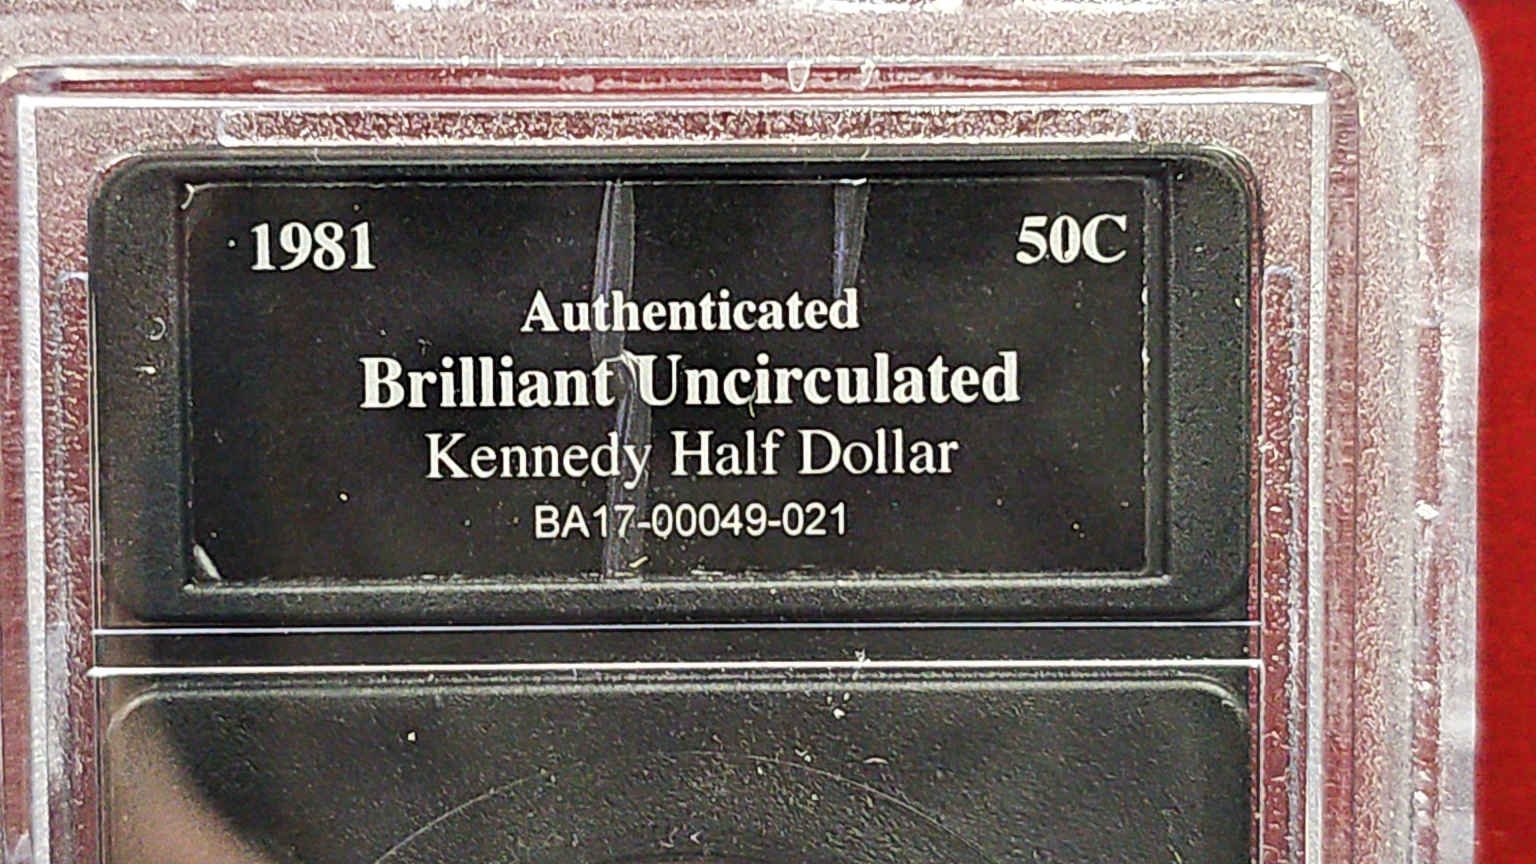 1981 50C
Authenticated
Brilliant Uncirculated
Kennedy Half Dollar
BA17-00049-021